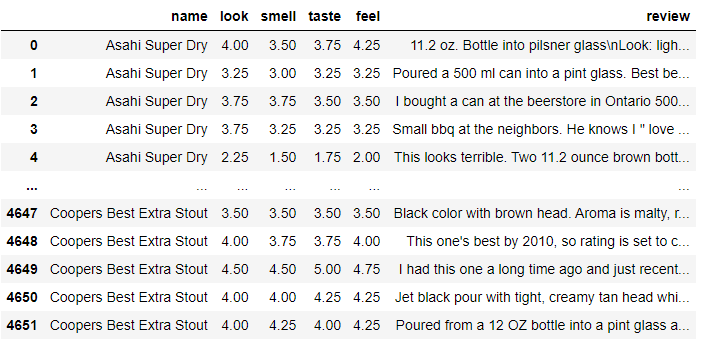 name look smell taste feel review
0 Asahi Super Dry 4.00 3.50 3.75 4.25 11.2 oz. Bottle into pilsner glass\nLook: ligh...
1 Asahi Super Dry 3.25 3.00 3.25 3.25 Poured a 500 ml can into a pint glass. Best be...
2 Asahi Super Dry 3.75 3.75 3.50 3.50 I bought a can at the beerstore in Ontario 500...
3 Asahi Super Dry 3.75 3.25 3.25 3.25 Small bbq at the neighbors. He knows I " love ...
4 Asahi Super Dry 2.25 1.50 1.75 2.00 This looks terrible. Two 11.2 ounce brown bott...
... ... ... ... ... ... ...
4647 Coopers Best Extra Stout 3.50 3.50 3.50 3.50 Black color with brown head. Aroma is malty, r...
4648 Coopers Best Extra Stout 4.00 3.75 3.75 4.00 This one's best by 2010, so rating is set to c...
4649 Coopers Best Extra Stout 4.50 4.50 5.00 4.75 I had this one a long time ago and just recent...
4650 Coopers Best Extra Stout 4.00 4.00 4.25 4.25 Jet black pour with tight, creamy tan head whi...
4651 Coopers Best Extra Stout 4.00 4.25 4.00 4.25 Poured from a 12 OZ bottle into a pint glass a...